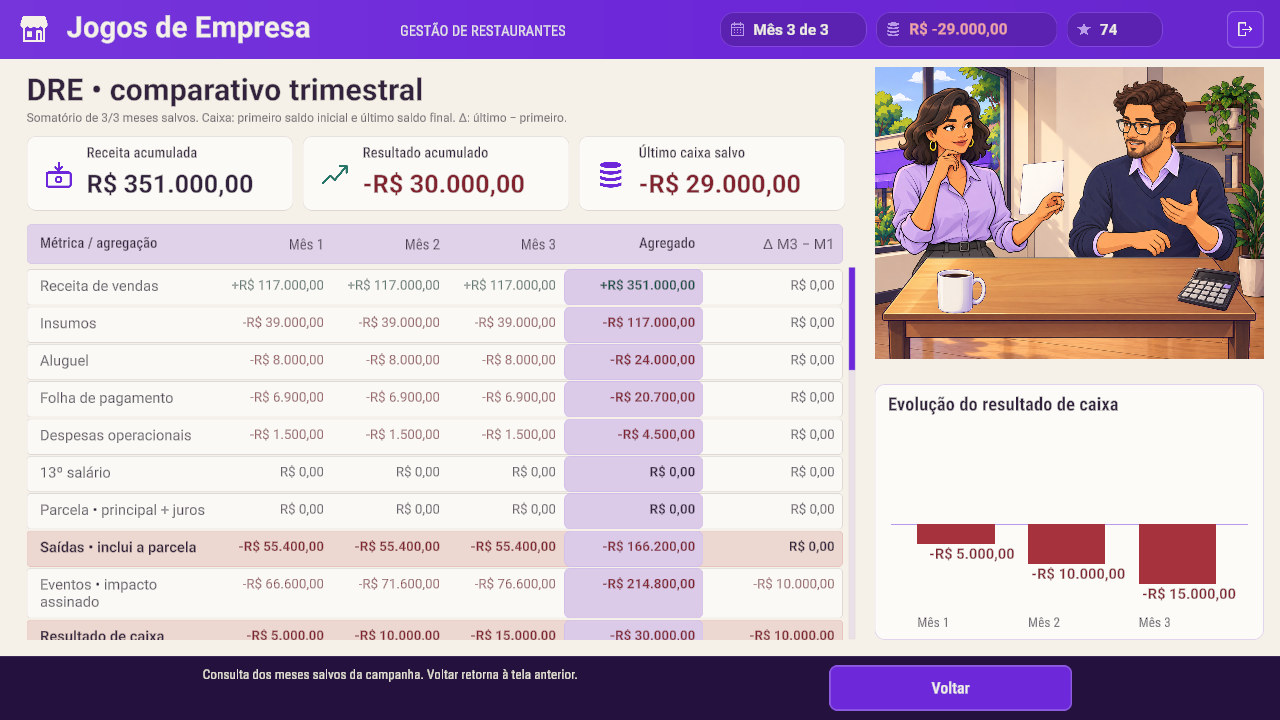 Jogos de Empresa
GESTÃO DE RESTAURANTES
Mês 3 de 3
R$ -29.000,00
74
DRE • comparativo trimestral
Somatório de 3/3 meses salvos. Caixa: primeiro saldo inicial e último saldo final. Δ: último − primeiro.
Receita acumulada
R$ 351.000,00
Resultado acumulado
-R$ 30.000,00
Último caixa salvo
-R$ 29.000,00
Métrica / agregação Mês 1 Mês 2 Mês 3 Agregado Δ M3 − M1
Receita de vendas +R$ 117.000,00 +R$ 117.000,00 +R$ 117.000,00 +R$ 351.000,00 R$ 0,00
Insumos -R$ 39.000,00 -R$ 39.000,00 -R$ 39.000,00 -R$ 117.000,00 R$ 0,00
Aluguel -R$ 8.000,00 -R$ 8.000,00 -R$ 8.000,00 -R$ 24.000,00 R$ 0,00
Folha de pagamento -R$ 6.900,00 -R$ 6.900,00 -R$ 6.900,00 -R$ 20.700,00 R$ 0,00
Despesas operacionais -R$ 1.500,00 -R$ 1.500,00 -R$ 1.500,00 -R$ 4.500,00 R$ 0,00
13º salário R$ 0,00 R$ 0,00 R$ 0,00 R$ 0,00 R$ 0,00
Parcela • principal + juros R$ 0,00 R$ 0,00 R$ 0,00 R$ 0,00 R$ 0,00
Saídas • inclui a parcela -R$ 55.400,00 -R$ 55.400,00 -R$ 55.400,00 -R$ 166.200,00 R$ 0,00
Eventos • impacto -R$ 66.600,00 -R$ 71.600,00 -R$ 76.600,00 -R$ 214.800,00 -R$ 10.000,00
assinado
Resultado de caixa -R$ 5.000,00 -R$ 10.000,00 -R$ 15.000,00 -R$ 30.000,00 -R$ 10.000,00
Evolução do resultado de caixa
-R$ 5.000,00
-R$ 10.000,00
-R$ 15.000,00
Mês 1 Mês 2 Mês 3
Consulta dos meses salvos da campanha. Voltar retorna à tela anterior.
Voltar